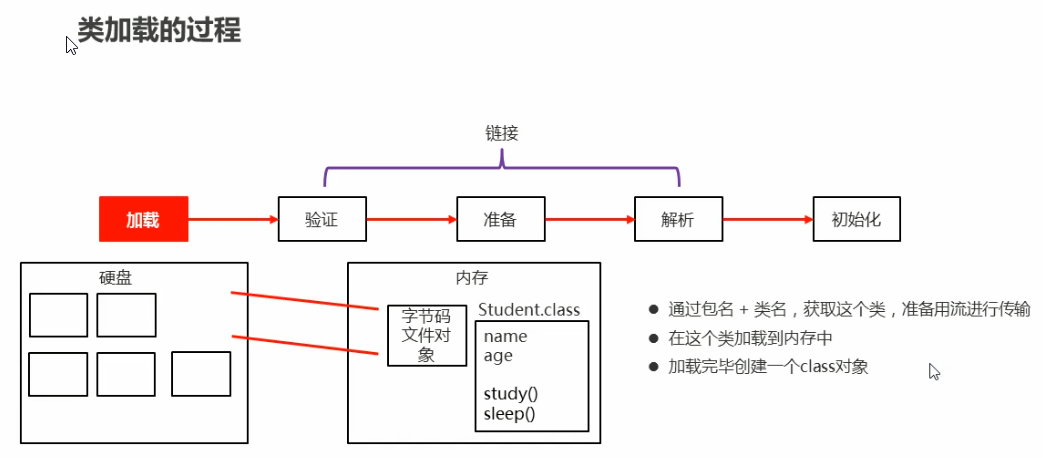 类加载的过程
链接
加载
验证
准备
解析
初始化
硬盘
内存
字节码
文件对
象
Student.class
name
age
study()
sleep()
● 通过包名 + 类名，获取这个类，准备用流进行传输
● 在这个类加载到内存中
● 加载完毕创建一个class对象